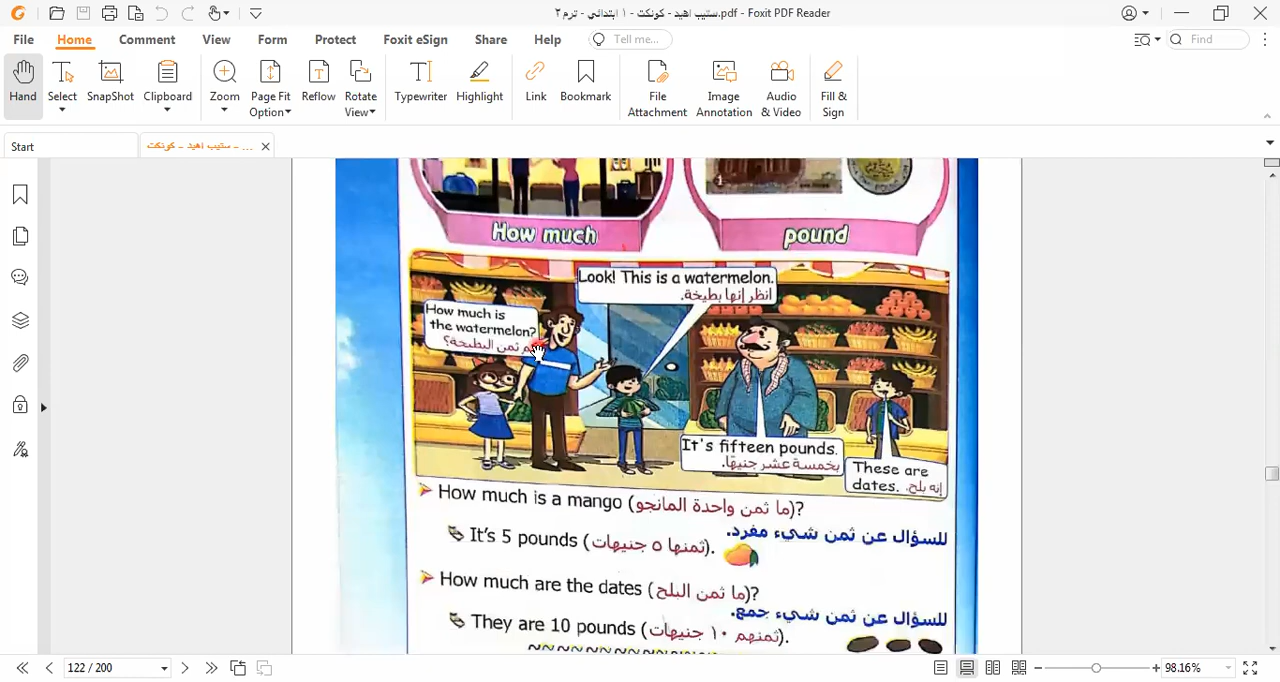 ستيب اهيد - كونكت - ١ ابتدائي - ترم٢.pdf - Foxit PDF Reader
File Home Comment View Form Protect Foxit eSign Share Help Tell me... Find
Hand Select SnapShot Clipboard Zoom Page Fit Option Reflow Rotate View Typewriter Highlight Link Bookmark File Attachment Image Annotation Audio & Video Fill & Sign
Start
ستيب اهيد - كونكت - ...
How much
pound
Look! This is a watermelon.
انظر إنها بطيخة.
How much is
the watermelon?
ثمن البطيخة؟
It's fifteen pounds.
بخمسة عشر جنيهًا.
These are
dates. إنه بلح.
How much is a mango (ما ثمن واحدة المانجو)?
للسؤال عن ثمن شيء مفرد.
It's 5 pounds (ثمنها ٥ جنيهات).
How much are the dates (ما ثمن البلح)?
للسؤال عن ثمن شيء جمع.
They are 10 pounds (ثمنهم ١٠ جنيهات).
122 / 200
98.16%